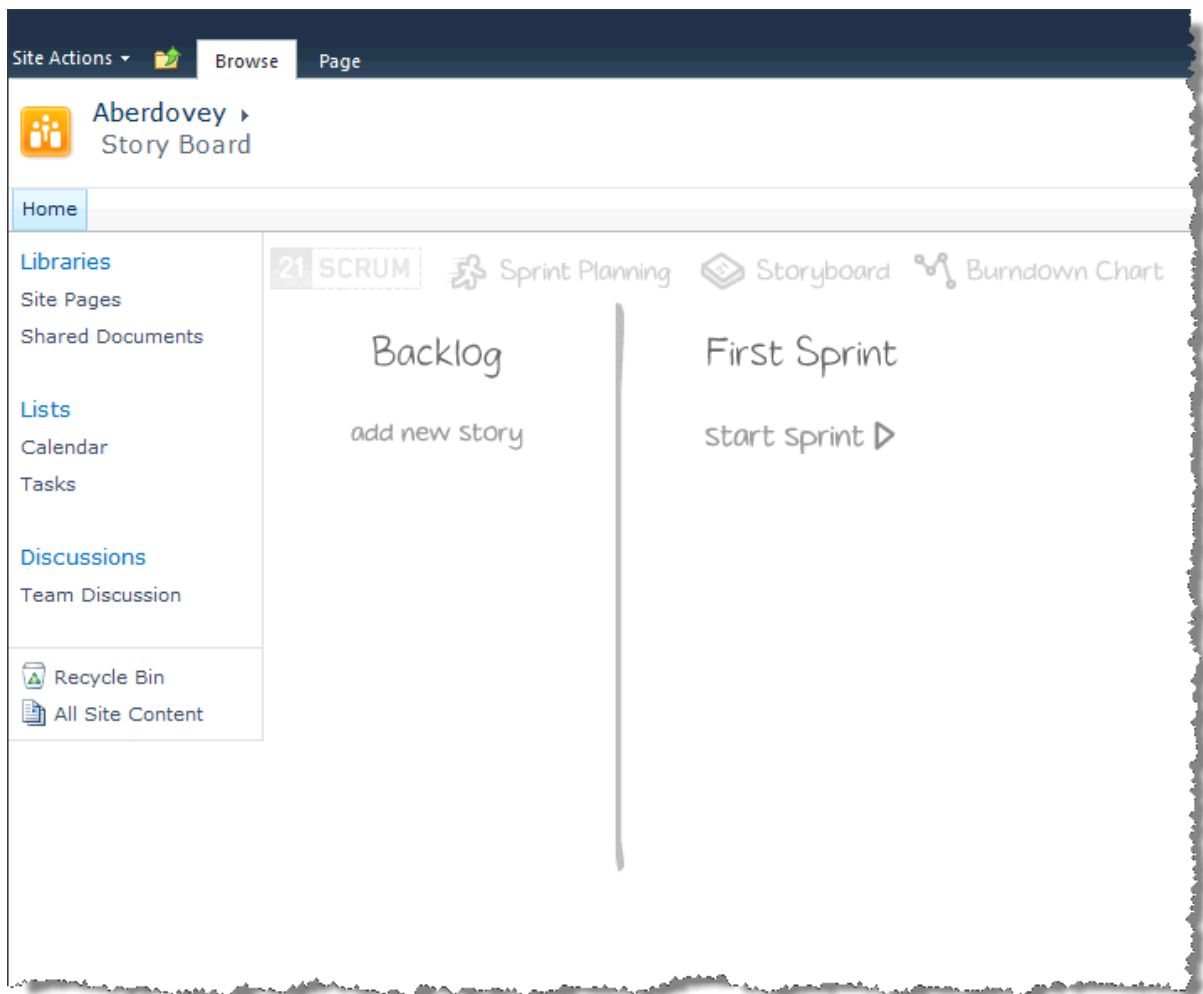 Site Actions Browse Page
Aberdovey
Story Board
Home
Libraries
Site Pages
Shared Documents
Lists
Calendar
Tasks
Discussions
Team Discussion
Recycle Bin
All Site Content
21 SCRUM Sprint Planning Storyboard Burndown Chart
Backlog
add new story
First Sprint
start sprint